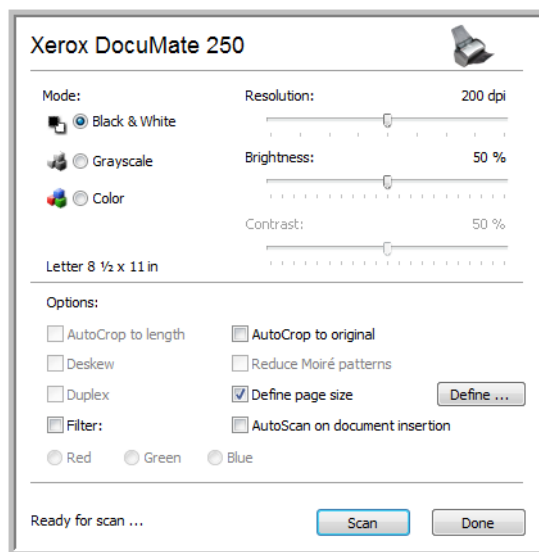 Xerox DocuMate 250
Mode:
Resolution: 200 dpi
Black & White
Brightness: 50 %
Grayscale
Color
Contrast: 50 %
Letter 8 ½ x 11 in
Options:
AutoCrop to length AutoCrop to original
Deskew Reduce Moiré patterns
Duplex Define page size Define ...
Filter: AutoScan on document insertion
Red Green Blue
Ready for scan ... Scan Done